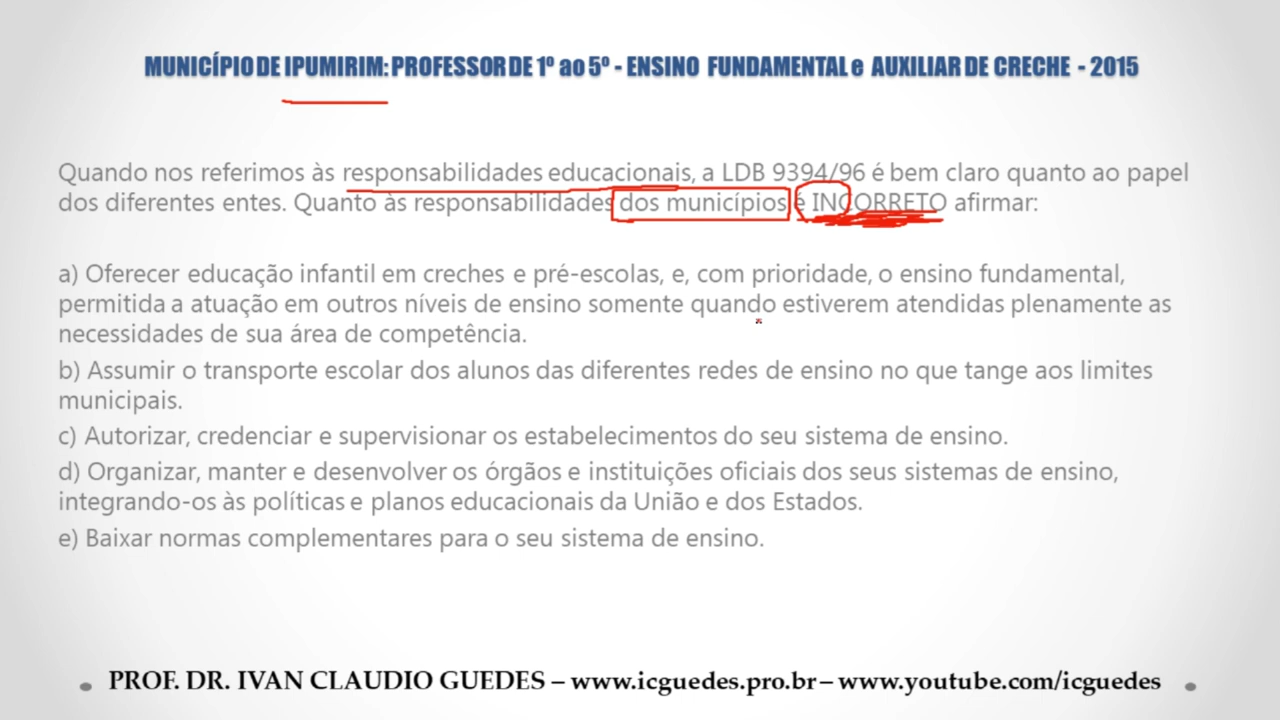 MUNICÍPIO DE IPUMIRIM: PROFESSOR DE 1º ao 5º - ENSINO FUNDAMENTAL e AUXILIAR DE CRECHE - 2015
Quando nos referimos às responsabilidades educacionais, a LDB 9394/96 é bem claro quanto ao papel
dos diferentes entes. Quanto às responsabilidades dos municípios é INCORRETO afirmar:
a) Oferecer educação infantil em creches e pré-escolas, e, com prioridade, o ensino fundamental,
permitida a atuação em outros níveis de ensino somente quando estiverem atendidas plenamente as
necessidades de sua área de competência.
b) Assumir o transporte escolar dos alunos das diferentes redes de ensino no que tange aos limites
municipais.
c) Autorizar, credenciar e supervisionar os estabelecimentos do seu sistema de ensino.
d) Organizar, manter e desenvolver os órgãos e instituições oficiais dos seus sistemas de ensino,
integrando-os às políticas e planos educacionais da União e dos Estados.
e) Baixar normas complementares para o seu sistema de ensino.
PROF. DR. IVAN CLAUDIO GUEDES – www.icguedes.pro.br – www.youtube.com/icguedes